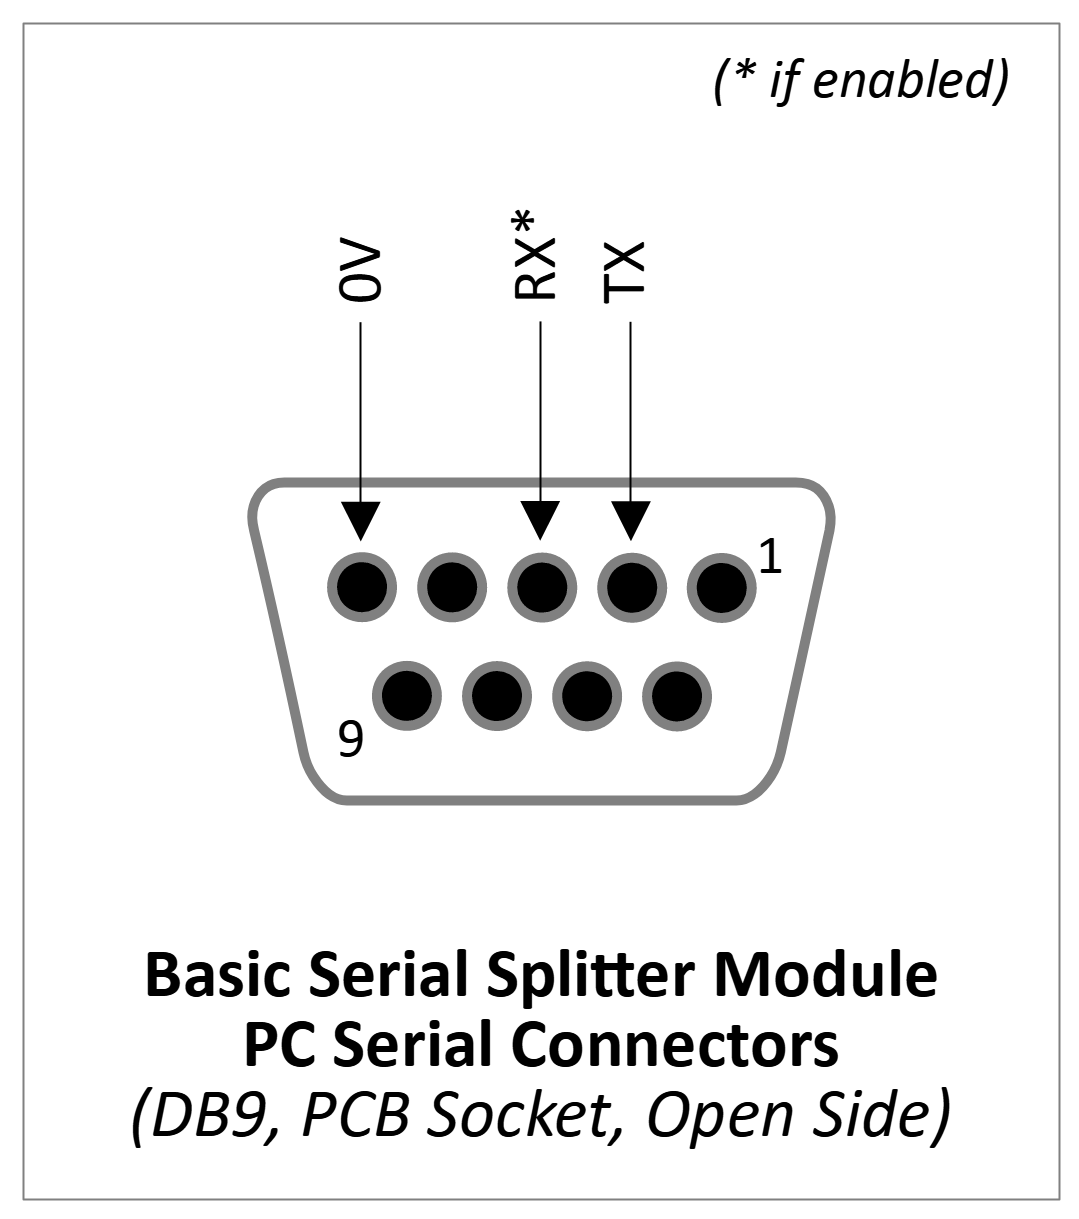 (* if enabled)
0V
RX*
TX
1
9
Basic Serial Splitter Module
PC Serial Connectors
(DB9, PCB Socket, Open Side)